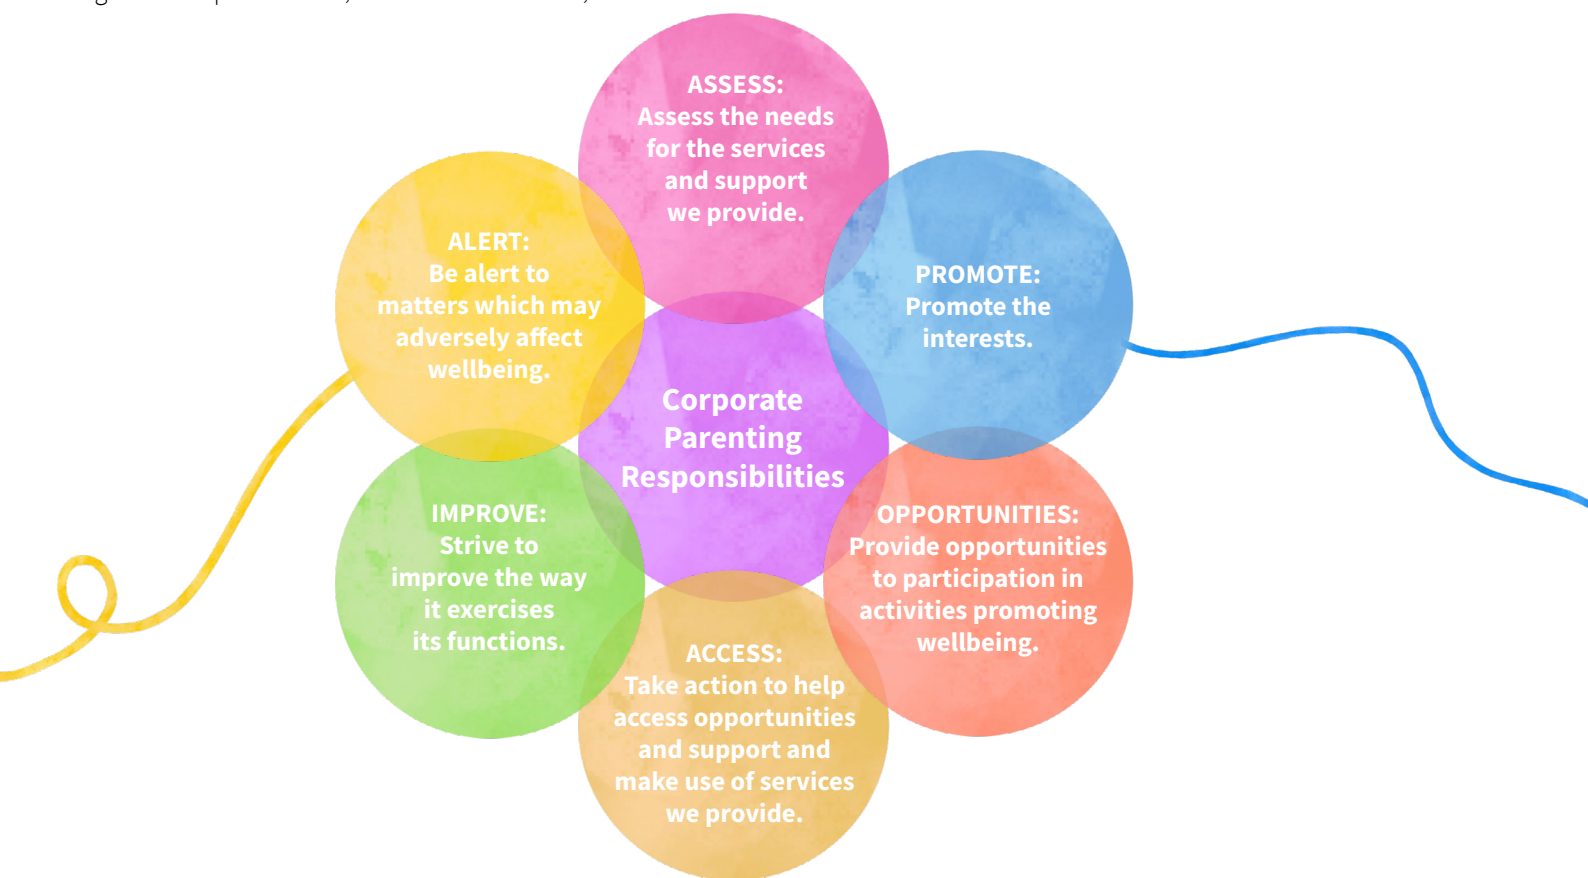 ASSESS:
Assess the needs
for the services
and support
we provide.
ALERT:
Be alert to
matters which may
adversely affect
wellbeing.
PROMOTE:
Promote the
interests.
Corporate
Parenting
Responsibilities
IMPROVE:
Strive to
improve the way
it exercises
its functions.
OPPORTUNITIES:
Provide opportunities
to participation in
activities promoting
wellbeing.
ACCESS:
Take action to help
access opportunities
and support and
make use of services
we provide.